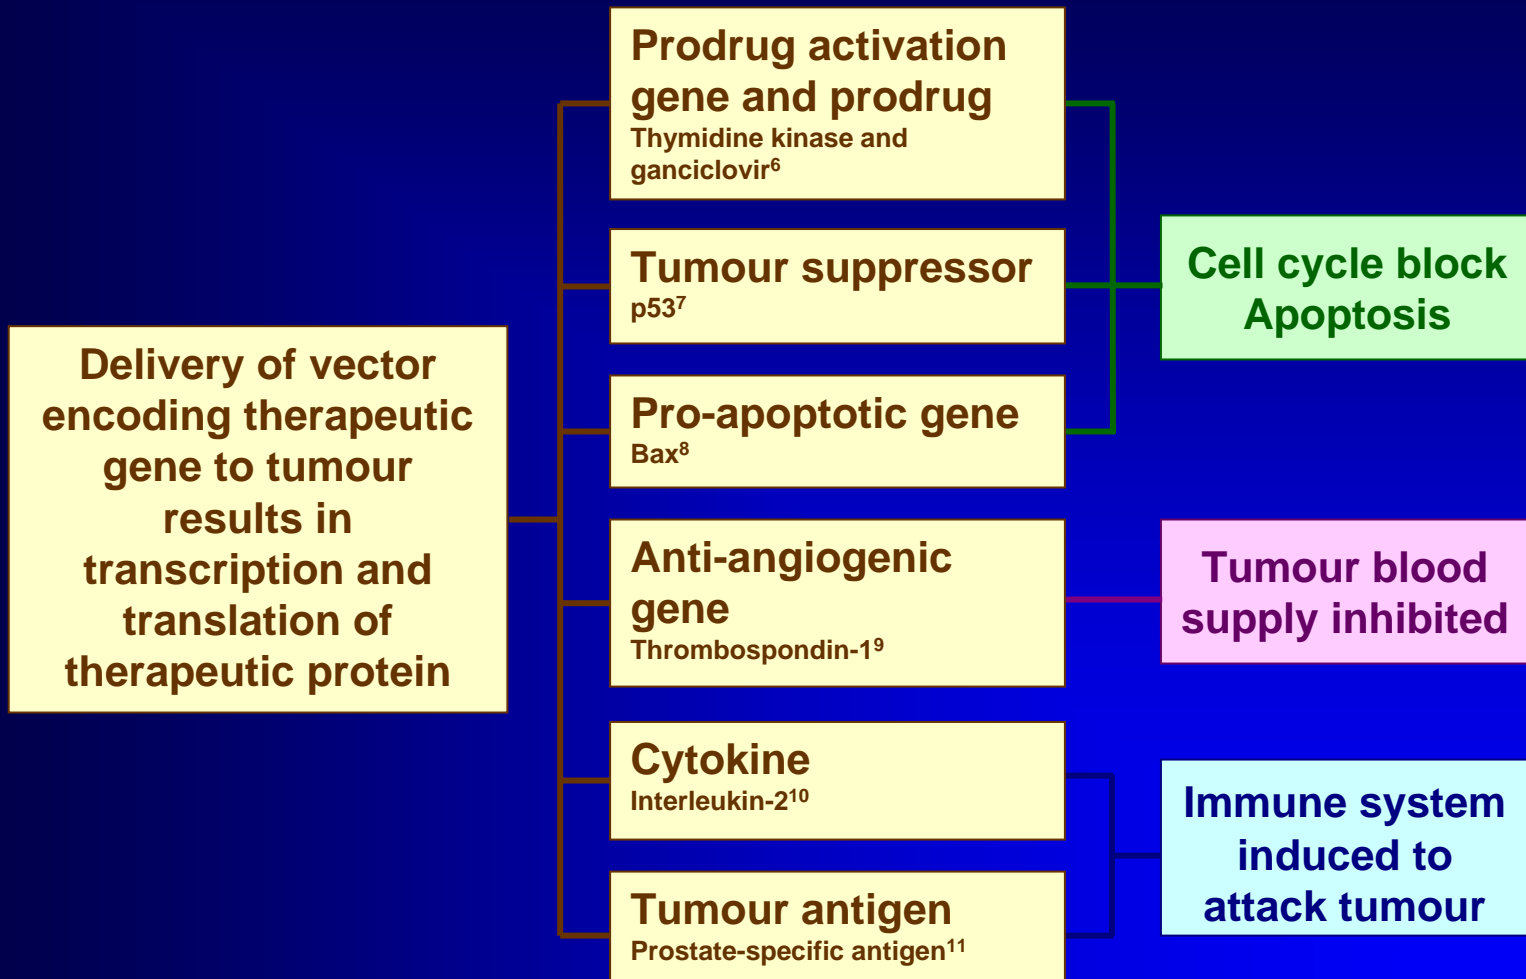 Prodrug activation
gene and prodrug
Thymidine kinase and
ganciclovir⁶
Tumour suppressor
p53⁷
Cell cycle block
Apoptosis
Delivery of vector
encoding therapeutic
gene to tumour
results in
transcription and
translation of
therapeutic protein
Pro-apoptotic gene
Bax⁸
Anti-angiogenic
gene
Thrombospondin-1⁹
Tumour blood
supply inhibited
Cytokine
Interleukin-2¹⁰
Immune system
induced to
attack tumour
Tumour antigen
Prostate-specific antigen¹¹